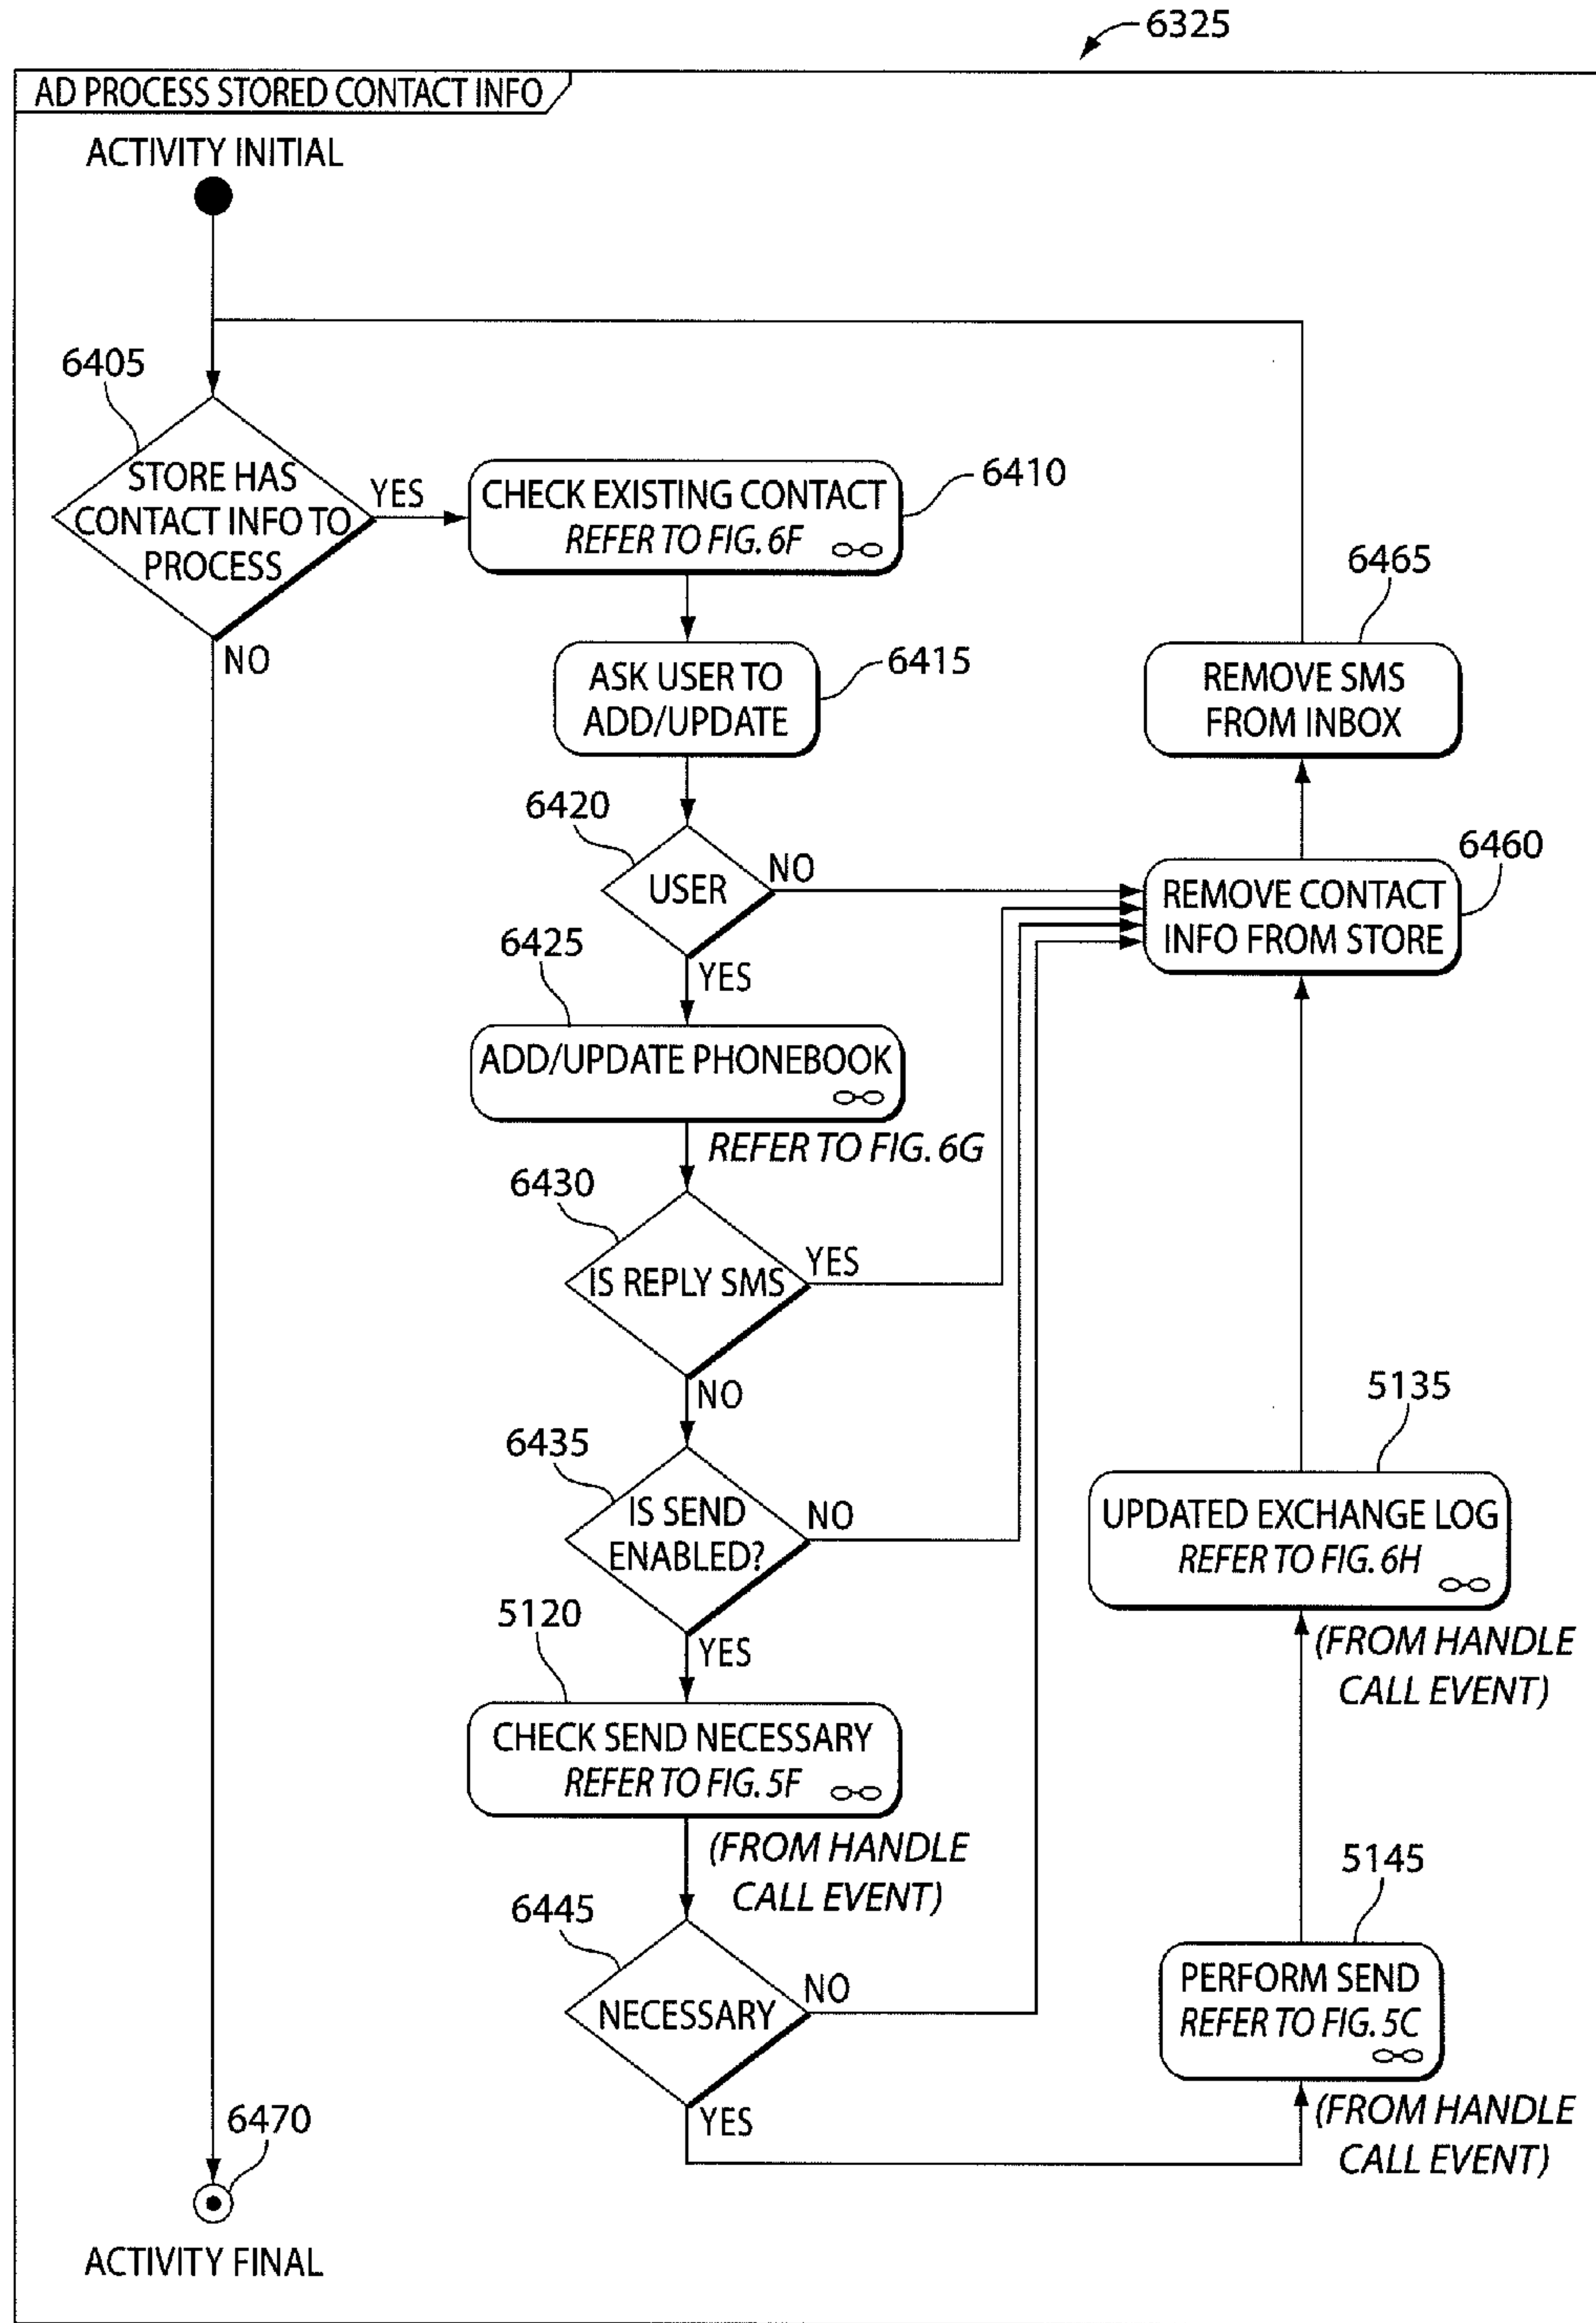 6325
AD PROCESS STORED CONTACT INFO
ACTIVITY INITIAL
6405
STORE HAS
CONTACT INFO TO
PROCESS
YES
NO
CHECK EXISTING CONTACT
REFER TO FIG. 6F
6410
ASK USER TO
ADD/UPDATE
6415
6420
USER
NO
YES
6425
ADD/UPDATE PHONEBOOK
REFER TO FIG. 6G
6430
IS REPLY SMS
YES
NO
6435
IS SEND
ENABLED?
NO
YES
5120
CHECK SEND NECESSARY
REFER TO FIG. 5F
(FROM HANDLE
CALL EVENT)
6445
NECESSARY
NO
YES
6465
REMOVE SMS
FROM INBOX
6460
REMOVE CONTACT
INFO FROM STORE
5135
UPDATED EXCHANGE LOG
REFER TO FIG. 6H
(FROM HANDLE
CALL EVENT)
5145
PERFORM SEND
REFER TO FIG. 5C
(FROM HANDLE
CALL EVENT)
6470
ACTIVITY FINAL